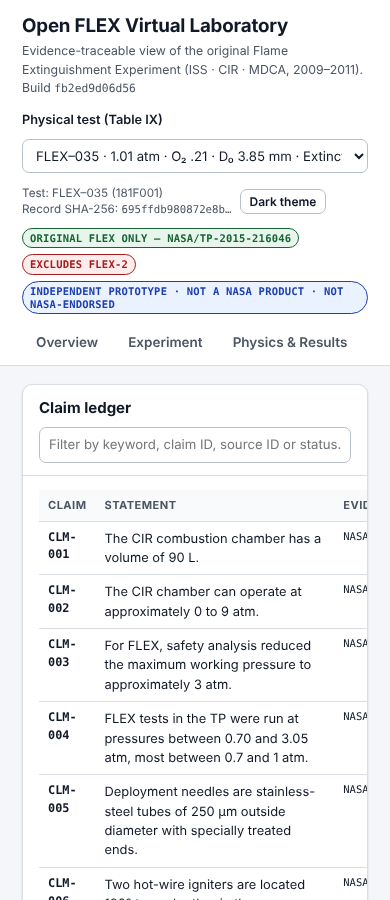 Open FLEX Virtual Laboratory
Evidence-traceable view of the original Flame
Extinguishment Experiment (ISS · CIR · MDCA, 2009–2011).
Build fb2ed9d06d56
Physical test (Table IX)
FLEX–035 · 1.01 atm · O₂ .21 · D₀ 3.85 mm · Extinc
Test: FLEX–035 (181F001)
Record SHA-256: 695ffdb980872e8b…
Dark theme
ORIGINAL FLEX ONLY — NASA/TP-2015-216046
EXCLUDES FLEX-2
INDEPENDENT PROTOTYPE · NOT A NASA PRODUCT · NOT
NASA-ENDORSED
Overview Experiment Physics & Results
Claim ledger
Filter by keyword, claim ID, source ID or status.
CLAIM STATEMENT EVID
CLM-
001
The CIR combustion chamber has a
volume of 90 L.
NASA
CLM-
002
The CIR chamber can operate at
approximately 0 to 9 atm.
NASA
CLM-
003
For FLEX, safety analysis reduced
the maximum working pressure to
approximately 3 atm.
NASA
CLM-
004
FLEX tests in the TP were run at
pressures between 0.70 and 3.05
atm, most between 0.7 and 1 atm.
NASA
CLM-
005
Deployment needles are stainless-
steel tubes of 250 µm outside
diameter with specially treated
ends.
NASA
CLM-
Two hot-wire igniters are located
NASA